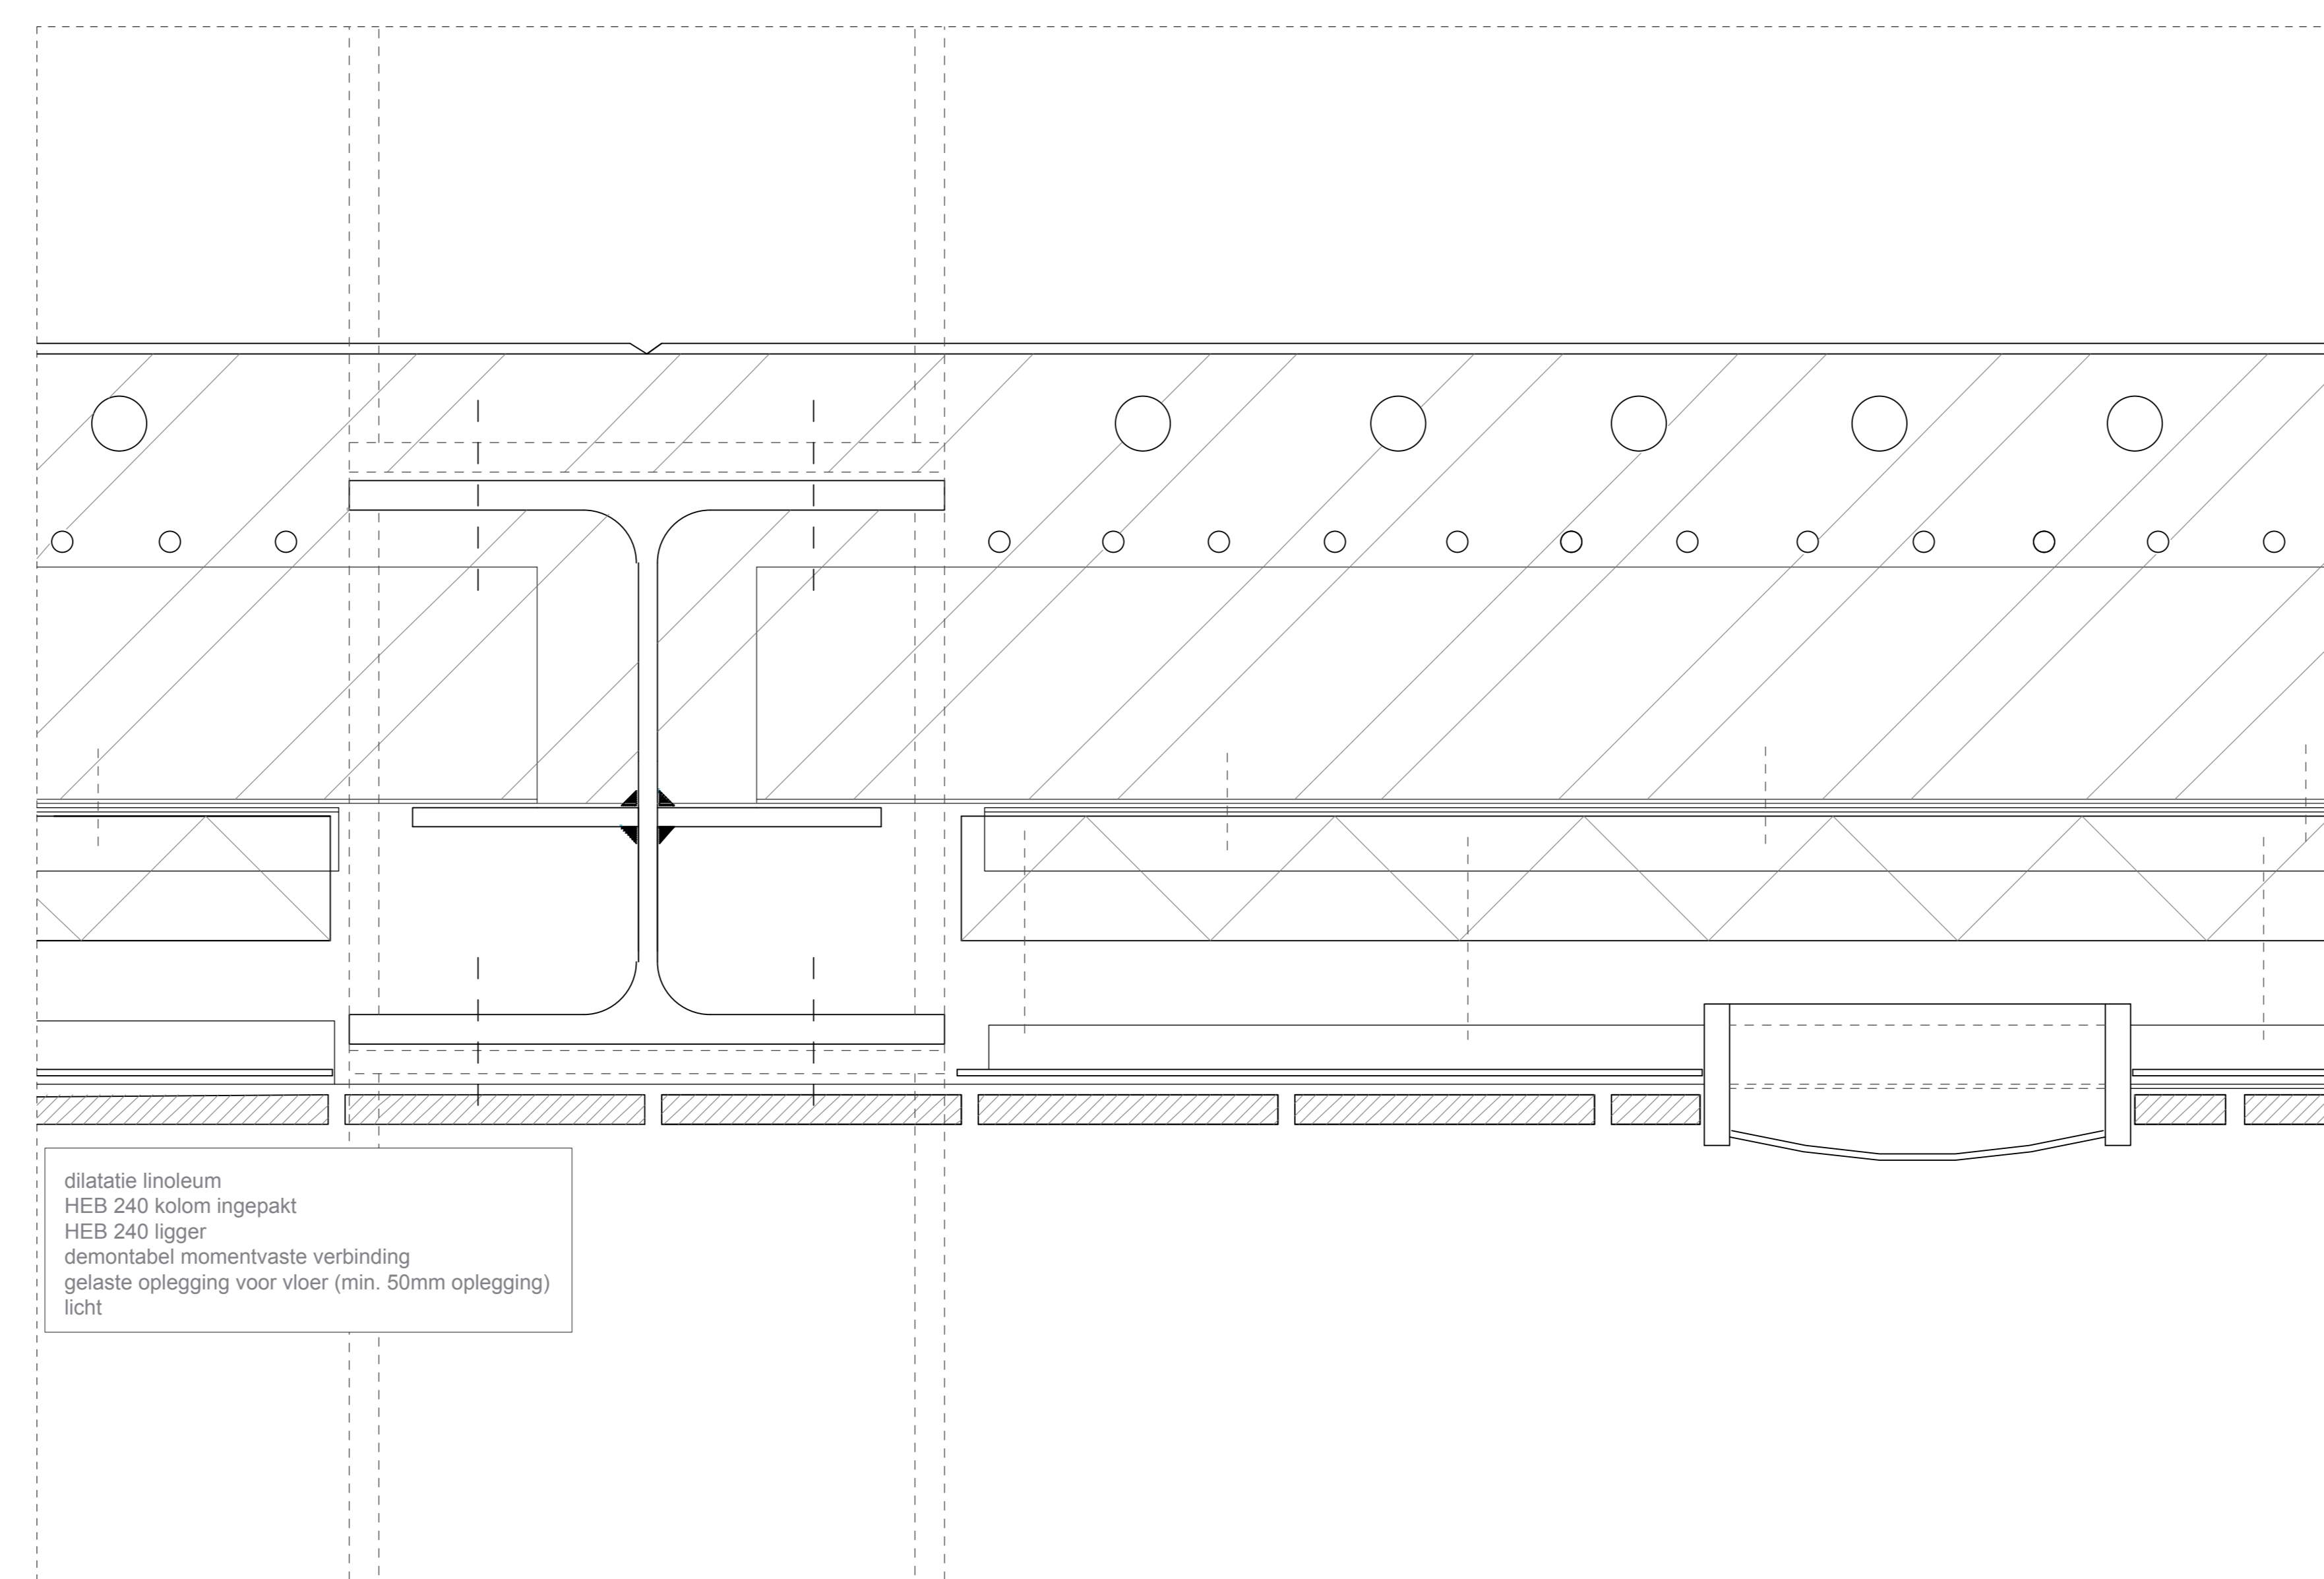 dilatatie linoleum
HEB 240 kolom ingepakt
HEB 240 ligger
demontabel momentvaste verbinding
gelaste oplegging voor vloer (min. 50mm oplegging)
licht